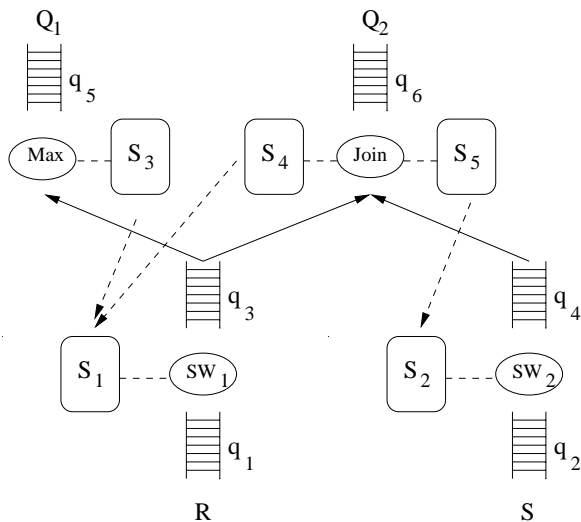 Q1 Q2
q5 q6
Max S3 S4 Join S5
q3 q4
S1 SW1 S2 SW2
q1 q2
R S